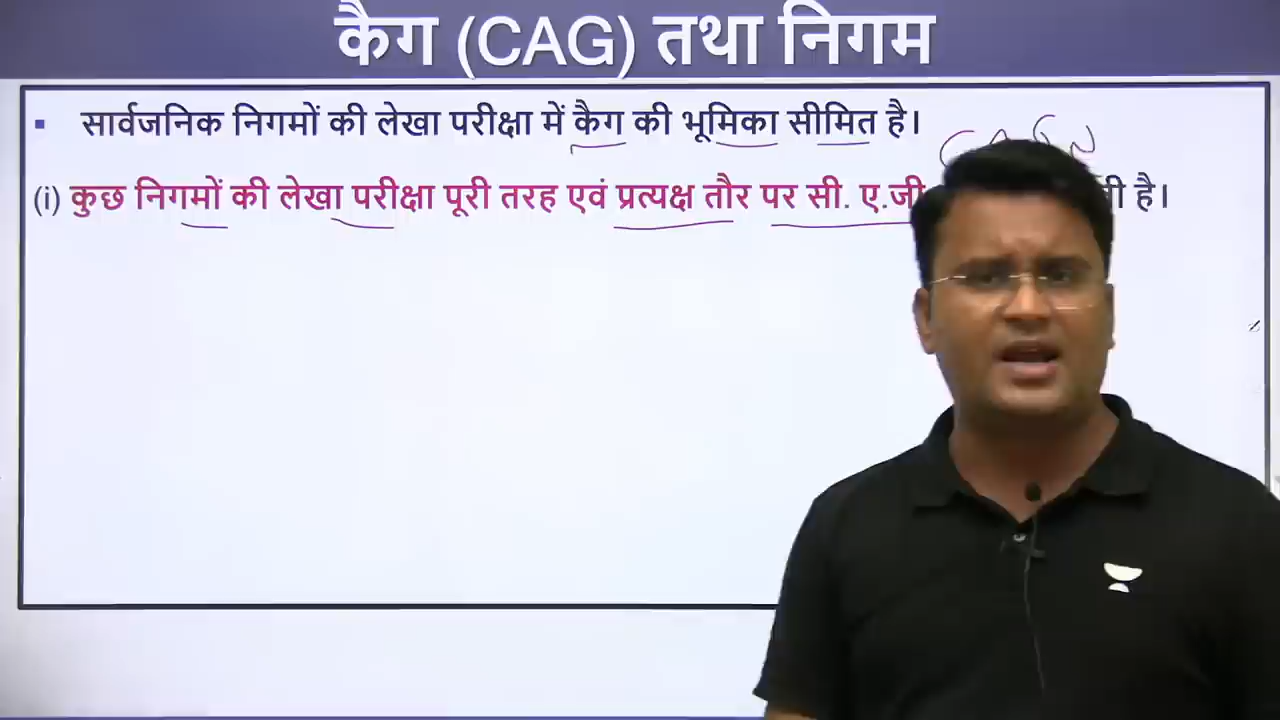 कैग (CAG) तथा निगम
▪ सार्वजनिक निगमों की लेखा परीक्षा में कैग की भूमिका सीमित है।
(i) कुछ निगमों की लेखा परीक्षा पूरी तरह एवं प्रत्यक्ष तौर पर सी. ए.जी है।